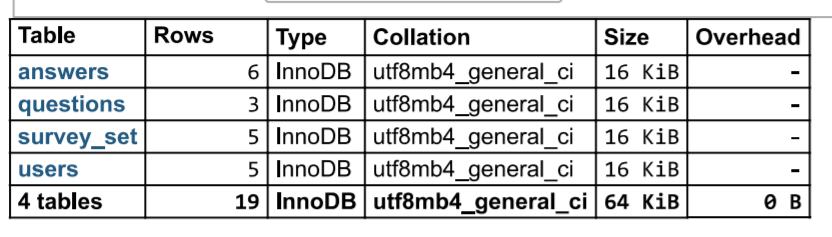 Table Rows Type Collation Size Overhead
answers 6 InnoDB utf8mb4_general_ci 16 KiB -
questions 3 InnoDB utf8mb4_general_ci 16 KiB -
survey_set 5 InnoDB utf8mb4_general_ci 16 KiB -
users 5 InnoDB utf8mb4_general_ci 16 KiB -
4 tables 19 InnoDB utf8mb4_general_ci 64 KiB 0 B